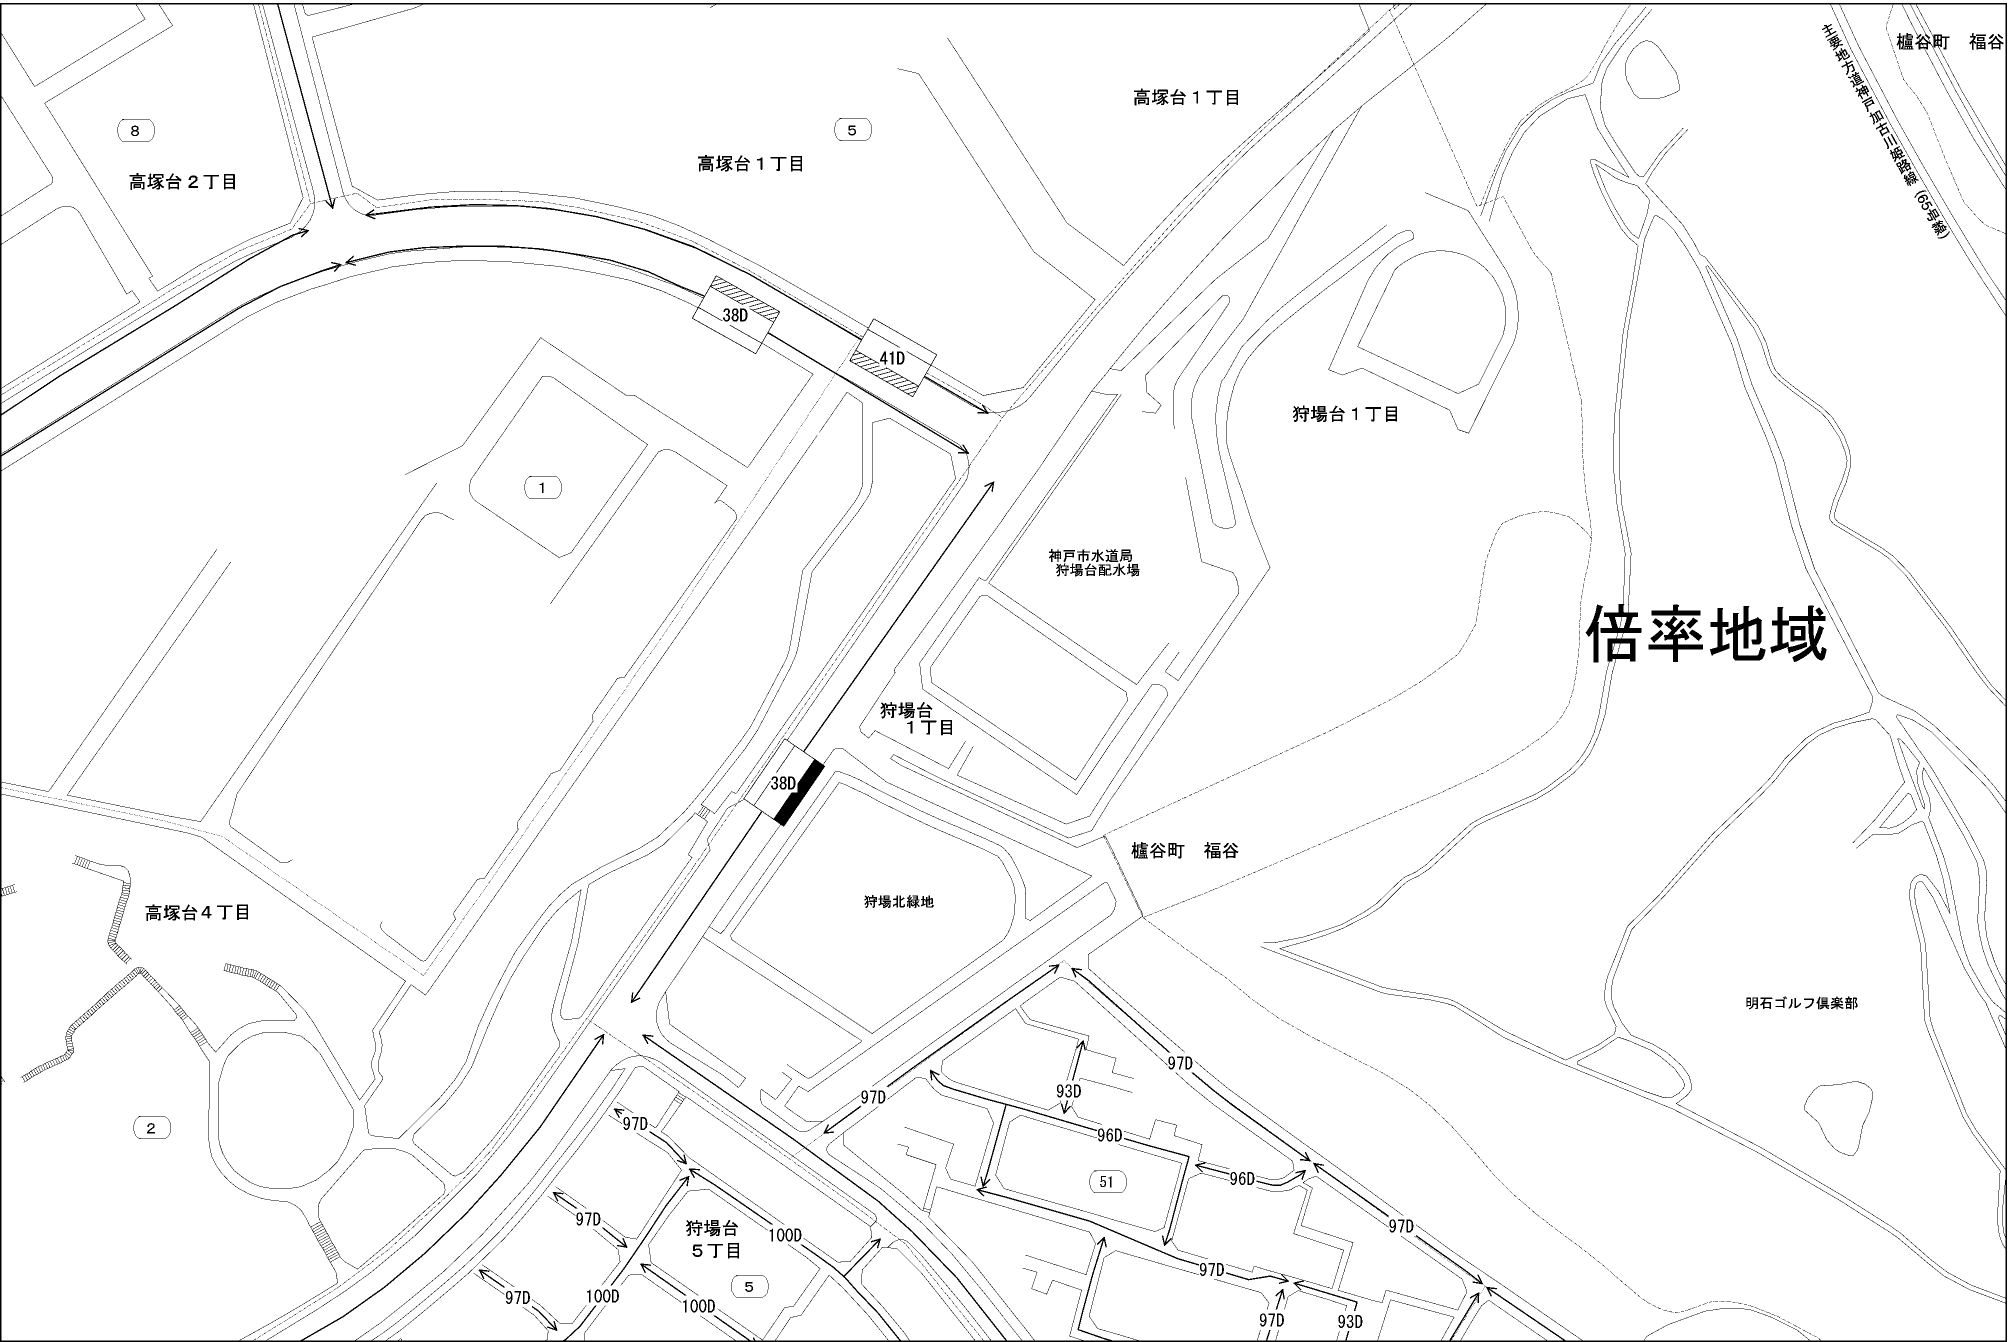 主要地方道神戸加古川姫路線(65号線)
櫨谷町　福谷
高塚台１丁目
5
8
高塚台１丁目
高塚台２丁目
38D
41D
狩場台１丁目
1
神戸市水道局
狩場台配水場
倍率地域
狩場台
１丁目
38D
櫨谷町　福谷
狩場北緑地
高塚台４丁目
明石ゴルフ倶楽部
97D
93D
97D
97D
2
96D
96D
51
97D
97D
100D
狩場台
５丁目
97D
5
97D
100D
100D
97D
93D